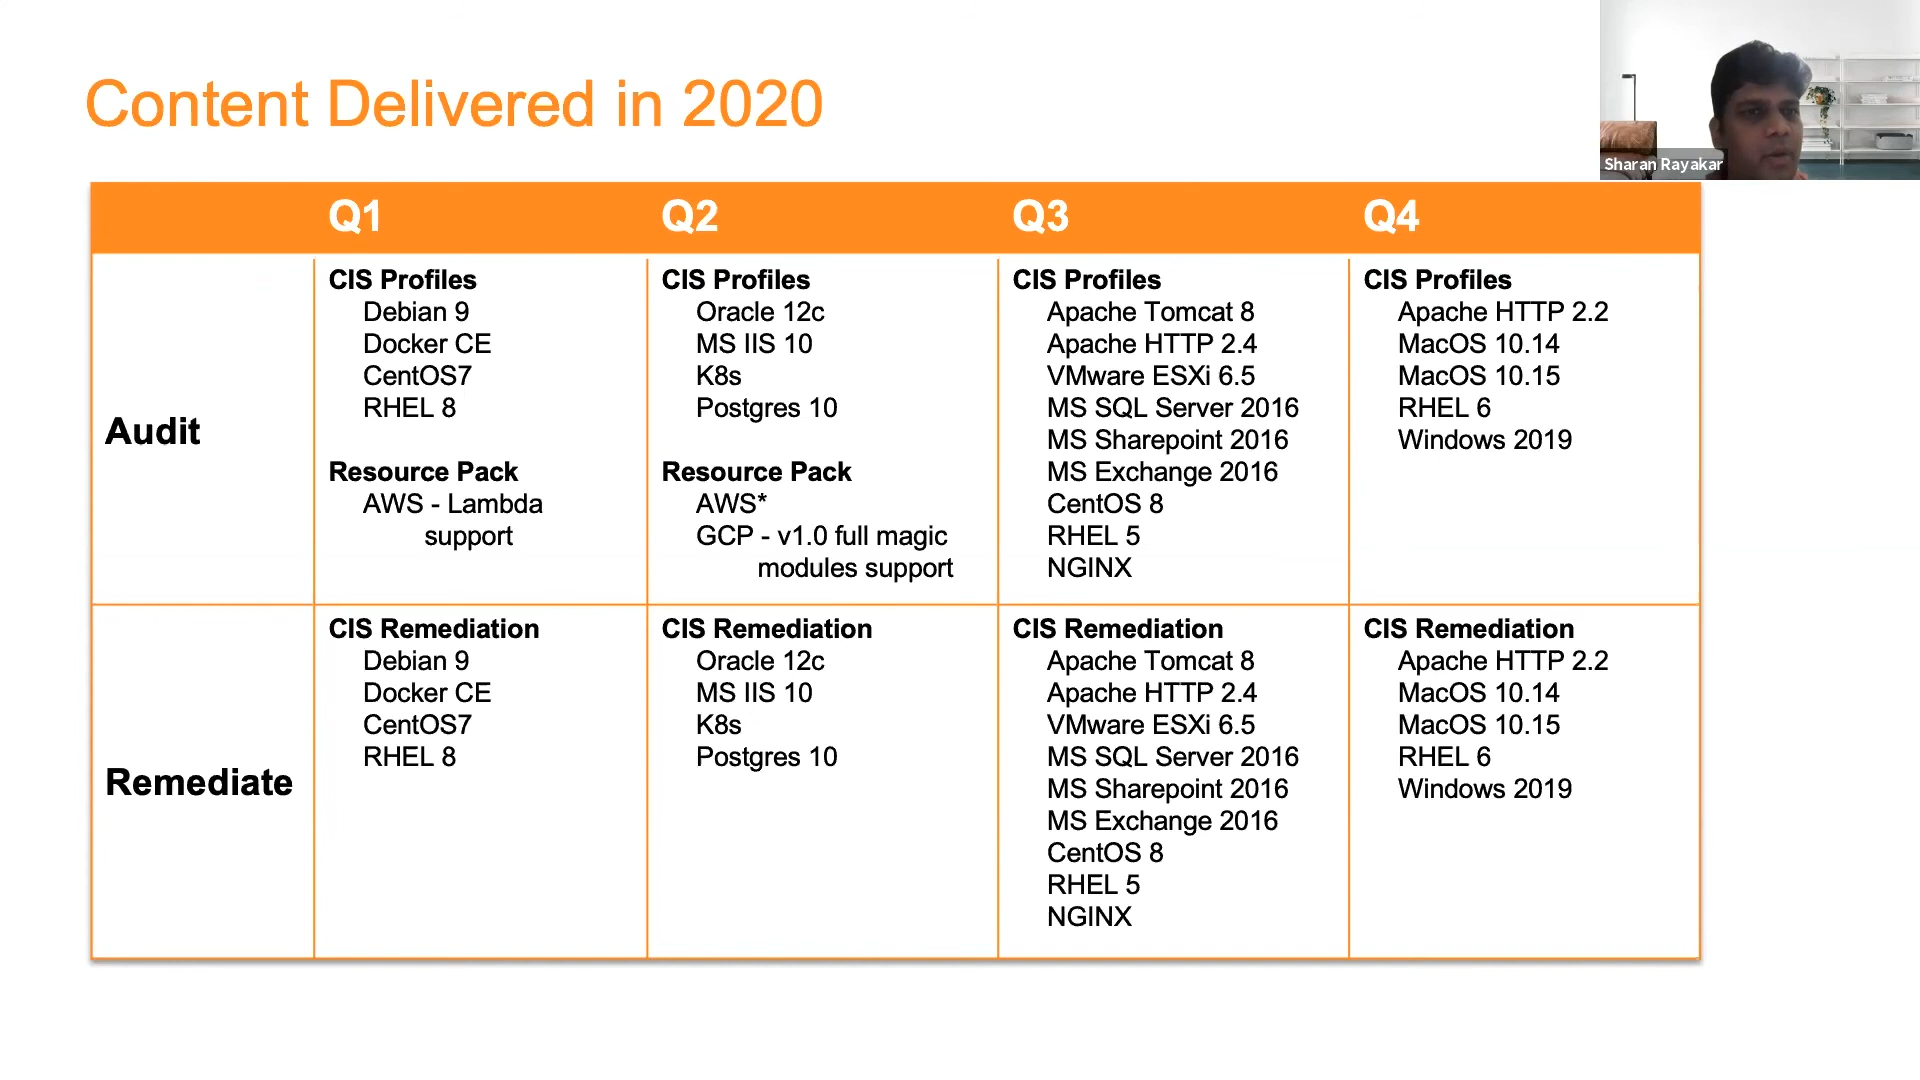 Content Delivered in 2020
Sharan Rayakar
Q1
Q2
Q3
Q4
Audit
CIS Profiles
Debian 9
Docker CE
CentOS7
RHEL 8
Resource Pack
AWS - Lambda
support
CIS Profiles
Oracle 12c
MS IIS 10
K8s
Postgres 10
Resource Pack
AWS*
GCP - v1.0 full magic
modules support
CIS Profiles
Apache Tomcat 8
Apache HTTP 2.4
VMware ESXi 6.5
MS SQL Server 2016
MS Sharepoint 2016
MS Exchange 2016
CentOS 8
RHEL 5
NGINX
CIS Profiles
Apache HTTP 2.2
MacOS 10.14
MacOS 10.15
RHEL 6
Windows 2019
Remediate
CIS Remediation
Debian 9
Docker CE
CentOS7
RHEL 8
CIS Remediation
Oracle 12c
MS IIS 10
K8s
Postgres 10
CIS Remediation
Apache Tomcat 8
Apache HTTP 2.4
VMware ESXi 6.5
MS SQL Server 2016
MS Sharepoint 2016
MS Exchange 2016
CentOS 8
RHEL 5
NGINX
CIS Remediation
Apache HTTP 2.2
MacOS 10.14
MacOS 10.15
RHEL 6
Windows 2019